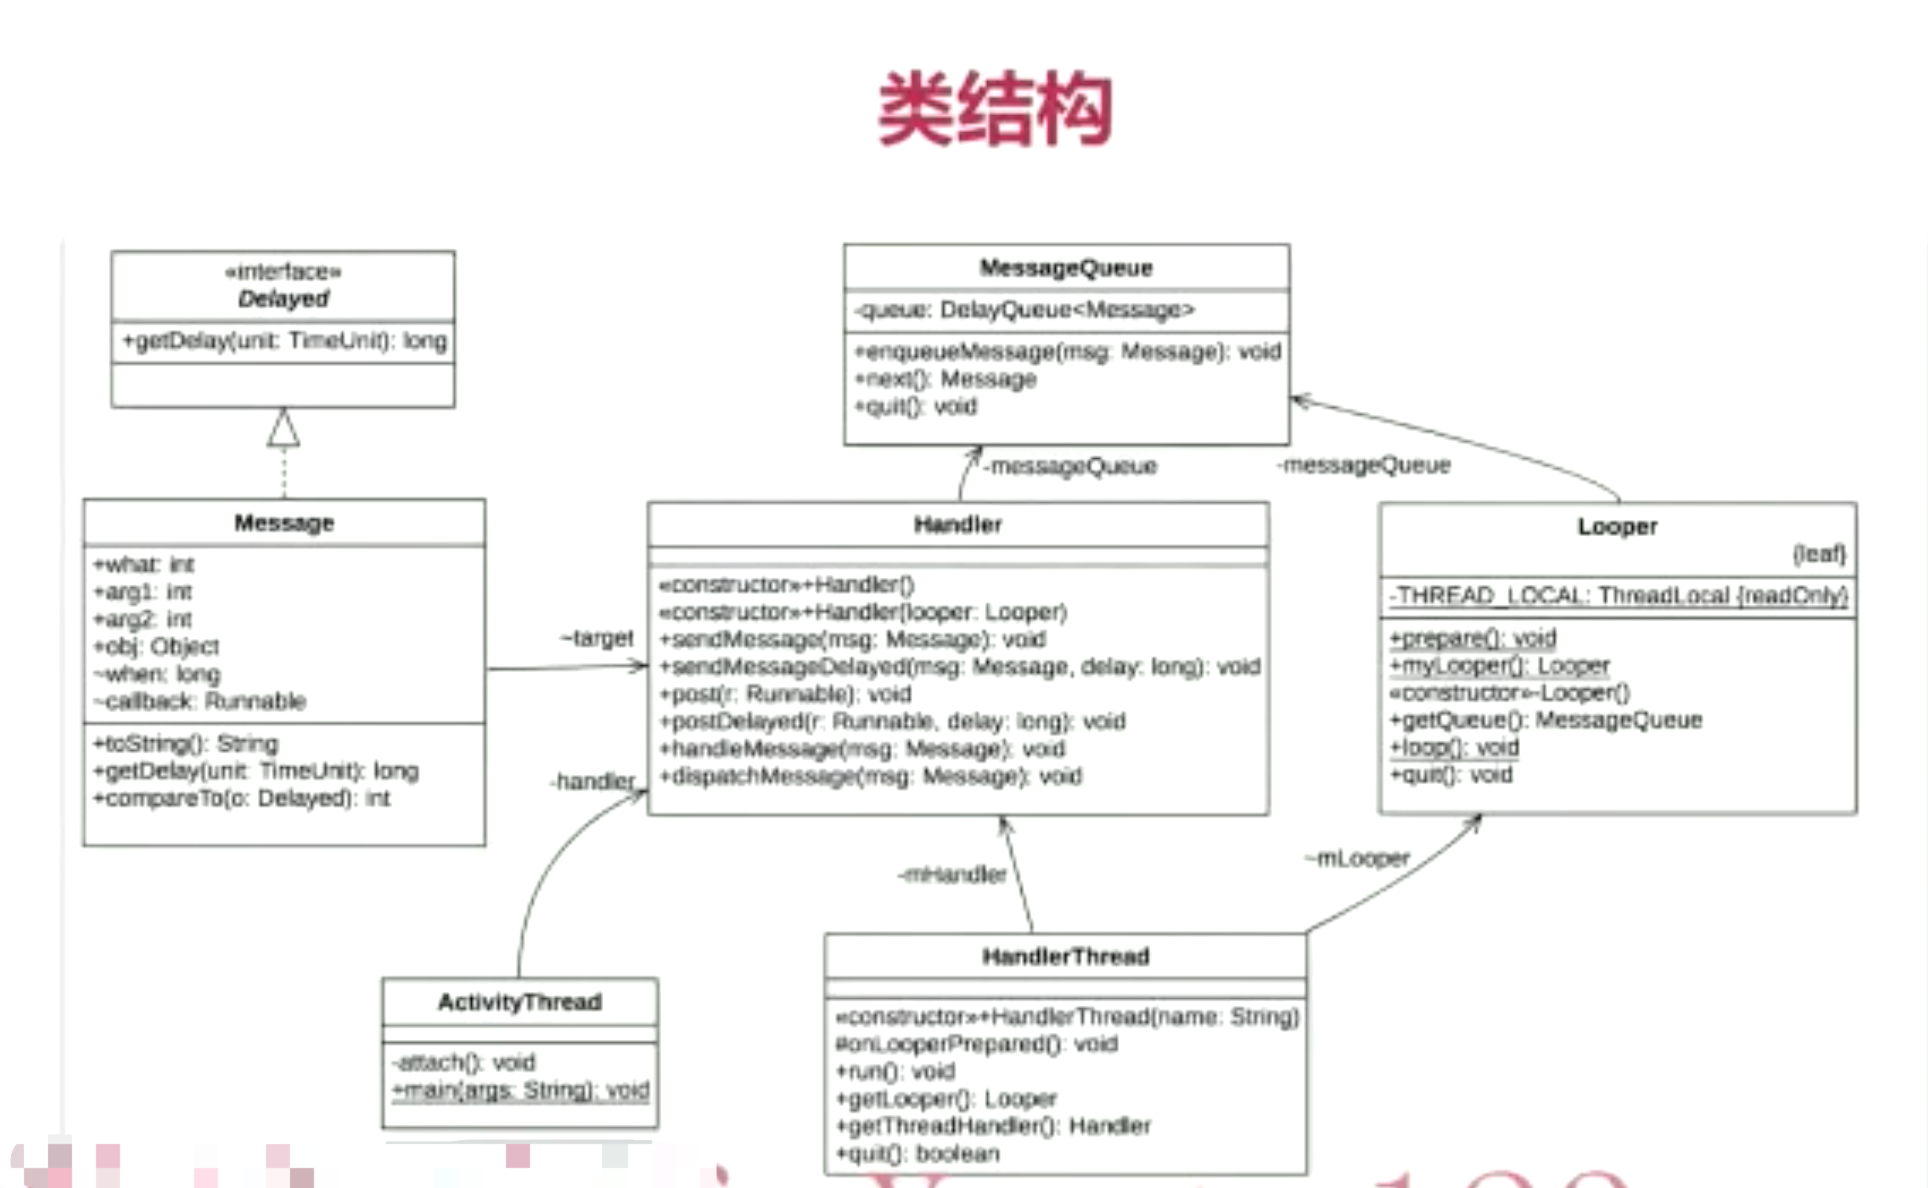 类结构
«interface»
Delayed
+getDelay(unit: TimeUnit): long
MessageQueue
-queue: DelayQueue<Message>
+enqueueMessage(msg: Message): void
+next(): Message
+quit(): void
-messageQueue
-messageQueue
Message
+what: int
+arg1: int
+arg2: int
+obj: Object
~when: long
~callback: Runnable
+toString(): String
+getDelay(unit: TimeUnit): long
+compareTo(o: Delayed): int
~target
-handler
Handler
«constructor»+Handler()
«constructor»+Handler(looper: Looper)
+sendMessage(msg: Message): void
+sendMessageDelayed(msg: Message, delay: long): void
+post(r: Runnable): void
+postDelayed(r: Runnable, delay: long): void
+handleMessage(msg: Message): void
+dispatchMessage(msg: Message): void
Looper
{leaf}
-THREAD_LOCAL: ThreadLocal {readOnly}
+prepare(): void
+myLooper(): Looper
«constructor»-Looper()
+getQueue(): MessageQueue
+loop(): void
+quit(): void
-mHandler
~mLooper
ActivityThread
-attach(): void
+main(args: String): void
HandlerThread
«constructor»+HandlerThread(name: String)
#onLooperPrepared(): void
+run(): void
+getLooper(): Looper
+getThreadHandler(): Handler
+quit(): boolean